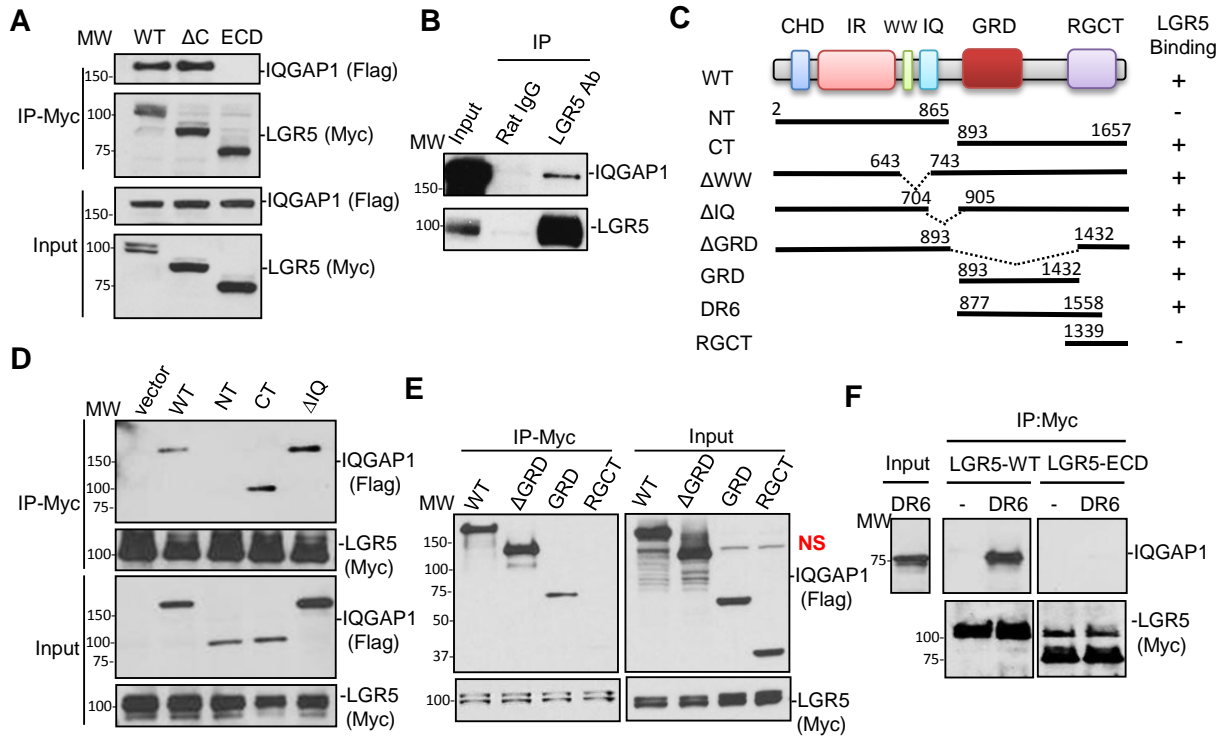 A
MW WT ΔC ECD
IP-Myc
150-
-IQGAP1 (Flag)
100-
75-
-LGR5 (Myc)
Input
-IQGAP1 (Flag)
150-
100-
75-
-LGR5 (Myc)
B
IP
MW Input Rat IgG LGR5 Ab
-IQGAP1
150-
100-
-LGR5
C
CHD IR WW IQ GRD RGCT LGR5
Binding
WT +
NT 2 865 -
CT 893 1657 +
ΔWW 643 743 +
ΔIQ 704 905 +
ΔGRD 893 1432 +
GRD 893 1432 +
DR6 877 1558 +
RGCT 1339 -
D
MW vector WT NT CT ΔIQ
IP-Myc
150-
100-
75-
-IQGAP1
(Flag)
100-
-LGR5
(Myc)
Input
150-
100-
75-
-IQGAP1
(Flag)
100-
-LGR5
(Myc)
E
IP-Myc Input
MW WT ΔGRD GRD RGCT WT ΔGRD GRD RGCT
150-
100-
75-
50-
37-
NS
-IQGAP1
(Flag)
100-
-LGR5
(Myc)
F
IP:Myc
Input LGR5-WT LGR5-ECD
DR6 - DR6 - DR6
MW
75-
-IQGAP1
100-
75-
-LGR5
(Myc)